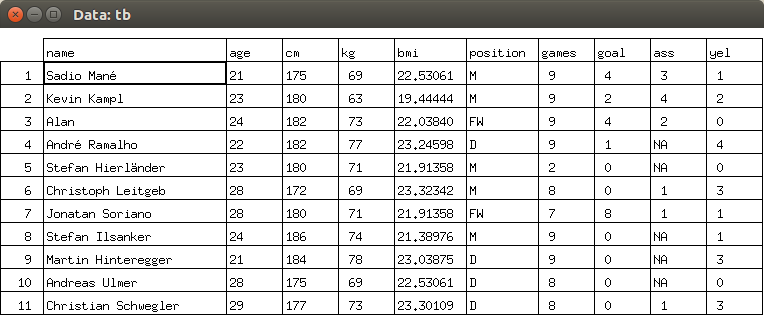 Data: tb
name age cm kg bmi position games goal ass yel
1 Sadio Mané 21 175 69 22.53061 M 9 4 3 1
2 Kevin Kampl 23 180 63 19.44444 M 9 2 4 2
3 Alan 24 182 73 22.03840 FW 9 4 2 0
4 André Ramalho 22 182 77 23.24598 D 9 1 NA 4
5 Stefan Hierländer 23 180 71 21.91358 M 2 0 NA 0
6 Christoph Leitgeb 28 172 69 23.32342 M 8 0 1 3
7 Jonatan Soriano 28 180 71 21.91358 FW 7 8 1 1
8 Stefan Ilsanker 24 186 74 21.38976 M 9 0 NA 1
9 Martin Hinteregger 21 184 78 23.03875 D 9 0 NA 3
10 Andreas Ulmer 28 175 69 22.53061 D 8 0 NA 0
11 Christian Schwegler 29 177 73 23.30109 D 8 0 1 3